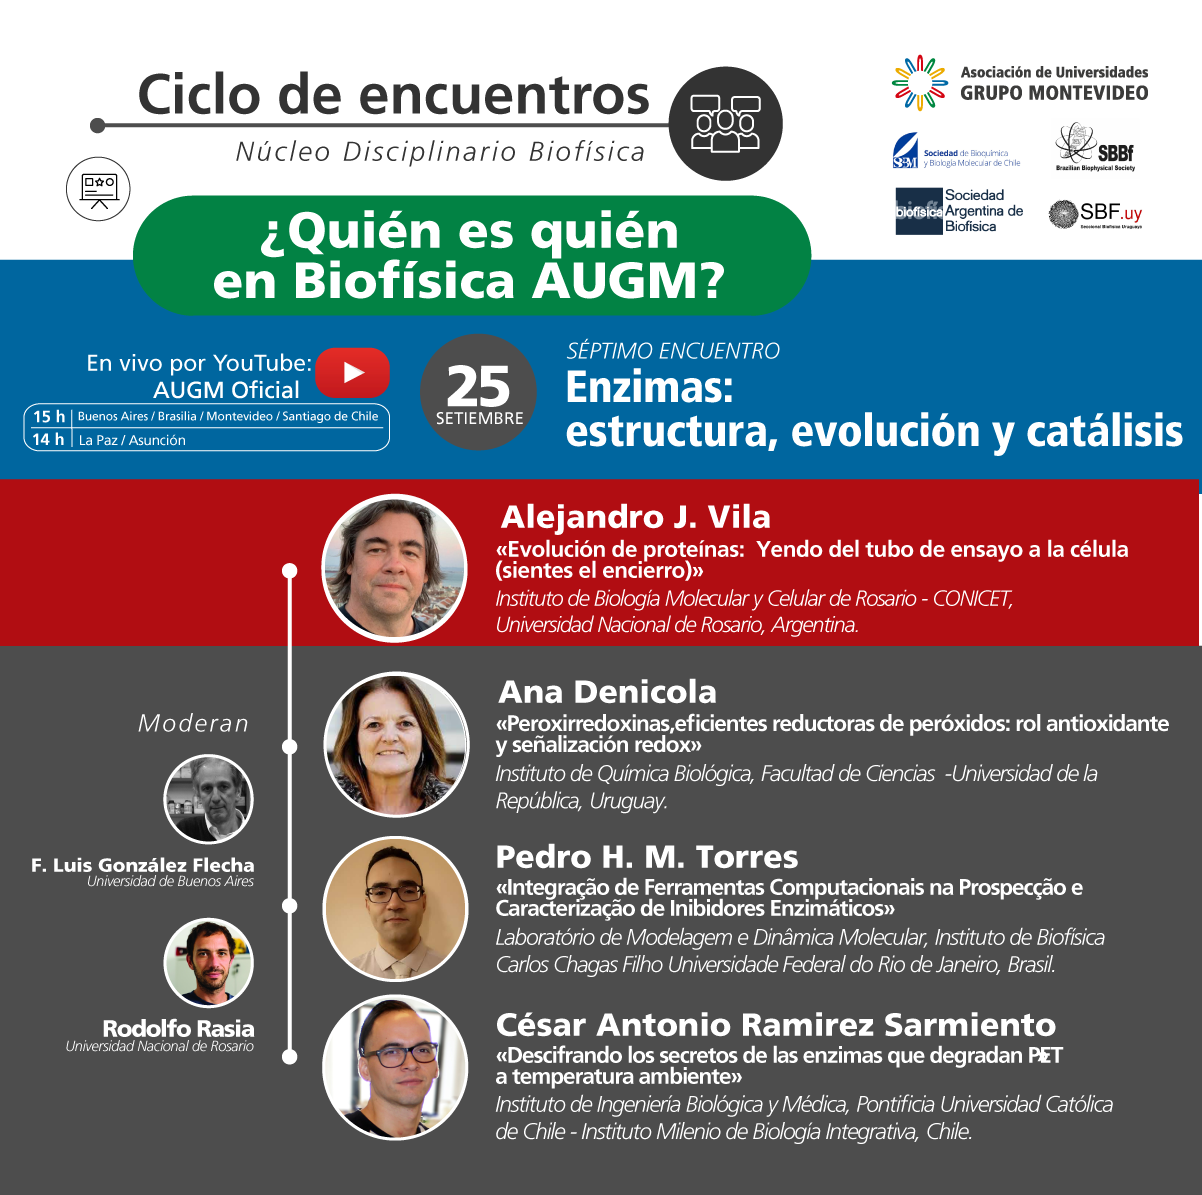 Ciclo de encuentros
Núcleo Disciplinario Biofísica
Asociación de Universidades
GRUPO MONTEVIDEO
SBBM
Sociedad de Bioquímica
y Biología Molecular de Chile
SBBf
Brazilian Biophysical Society
biofísica
Sociedad
Argentina de
Biofísica
SBF.uy
Seccional Biofísica Uruguaya
¿Quién es quién
en Biofísica AUGM?
En vivo por YouTube:
AUGM Oficial
15 h | Buenos Aires / Brasilia / Montevideo / Santiago de Chile
14 h | La Paz / Asunción
25
SETIEMBRE
SÉPTIMO ENCUENTRO
Enzimas:
estructura, evolución y catálisis
Alejandro J. Vila
«Evolución de proteínas: Yendo del tubo de ensayo a la célula
(sientes el encierro)»
Instituto de Biología Molecular y Celular de Rosario - CONICET,
Universidad Nacional de Rosario, Argentina.
Ana Denicola
«Peroxirredoxinas,eficientes reductoras de peróxidos: rol antioxidante
y señalización redox»
Instituto de Química Biológica, Facultad de Ciencias -Universidad de la
República, Uruguay.
Pedro H. M. Torres
«Integração de Ferramentas Computacionais na Prospecção e
Caracterização de Inibidores Enzimáticos»
Laboratório de Modelagem e Dinâmica Molecular, Instituto de Biofísica
Carlos Chagas Filho Universidade Federal do Rio de Janeiro, Brasil.
César Antonio Ramirez Sarmiento
«Descifrando los secretos de las enzimas que degradan PET
a temperatura ambiente»
Instituto de Ingeniería Biológica y Médica, Pontificia Universidad Católica
de Chile - Instituto Milenio de Biología Integrativa, Chile.
Moderan
F. Luis González Flecha
Universidad de Buenos Aires
Rodolfo Rasia
Universidad Nacional de Rosario